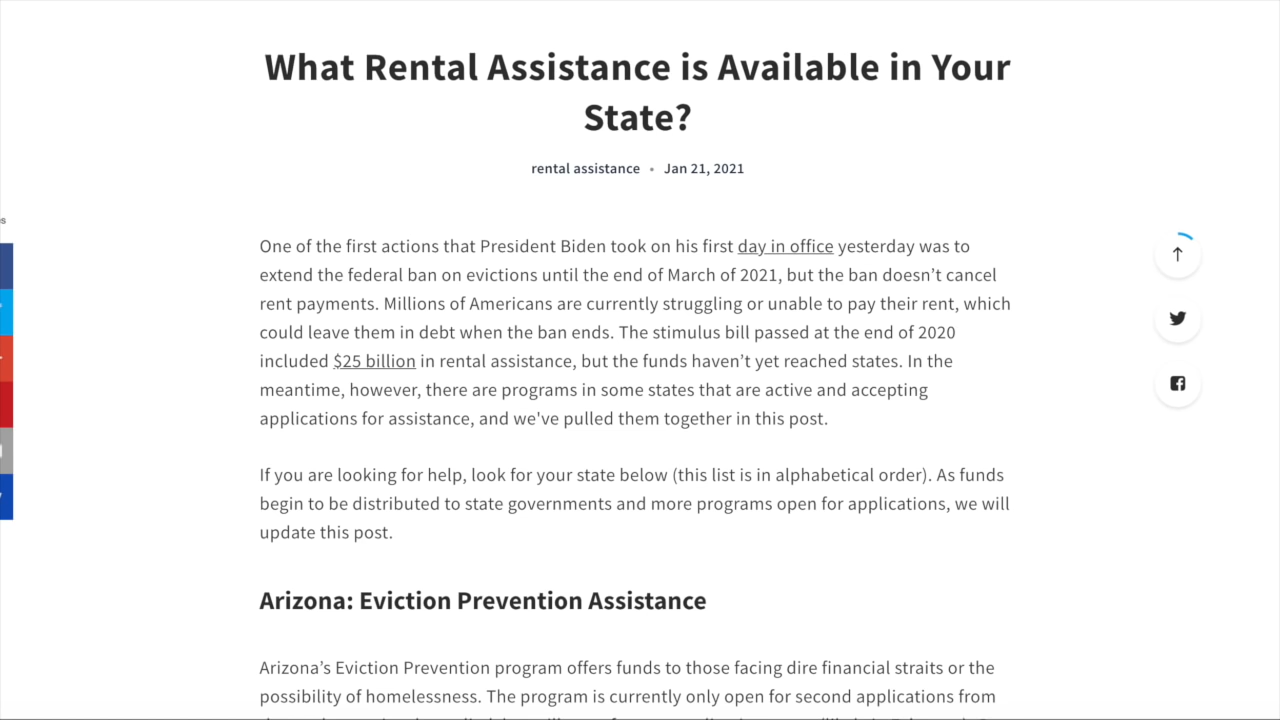 What Rental Assistance is Available in Your
State?
rental assistance • Jan 21, 2021
s
One of the first actions that President Biden took on his first day in office yesterday was to
extend the federal ban on evictions until the end of March of 2021, but the ban doesn’t cancel
rent payments. Millions of Americans are currently struggling or unable to pay their rent, which
could leave them in debt when the ban ends. The stimulus bill passed at the end of 2020
included $25 billion in rental assistance, but the funds haven’t yet reached states. In the
meantime, however, there are programs in some states that are active and accepting
applications for assistance, and we've pulled them together in this post.
If you are looking for help, look for your state below (this list is in alphabetical order). As funds
begin to be distributed to state governments and more programs open for applications, we will
update this post.
Arizona: Eviction Prevention Assistance
Arizona’s Eviction Prevention program offers funds to those facing dire financial straits or the
possibility of homelessness. The program is currently only open for second applications from